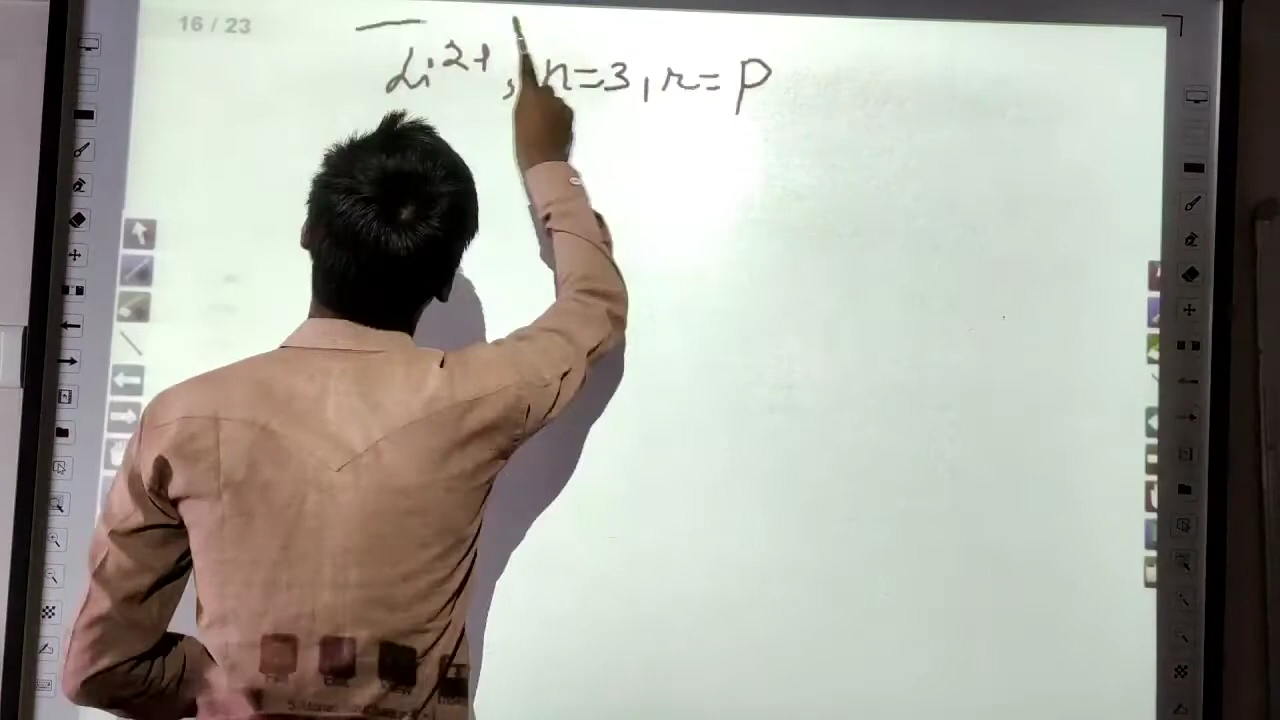 16 / 23
Li²⁺, n=3, r= p